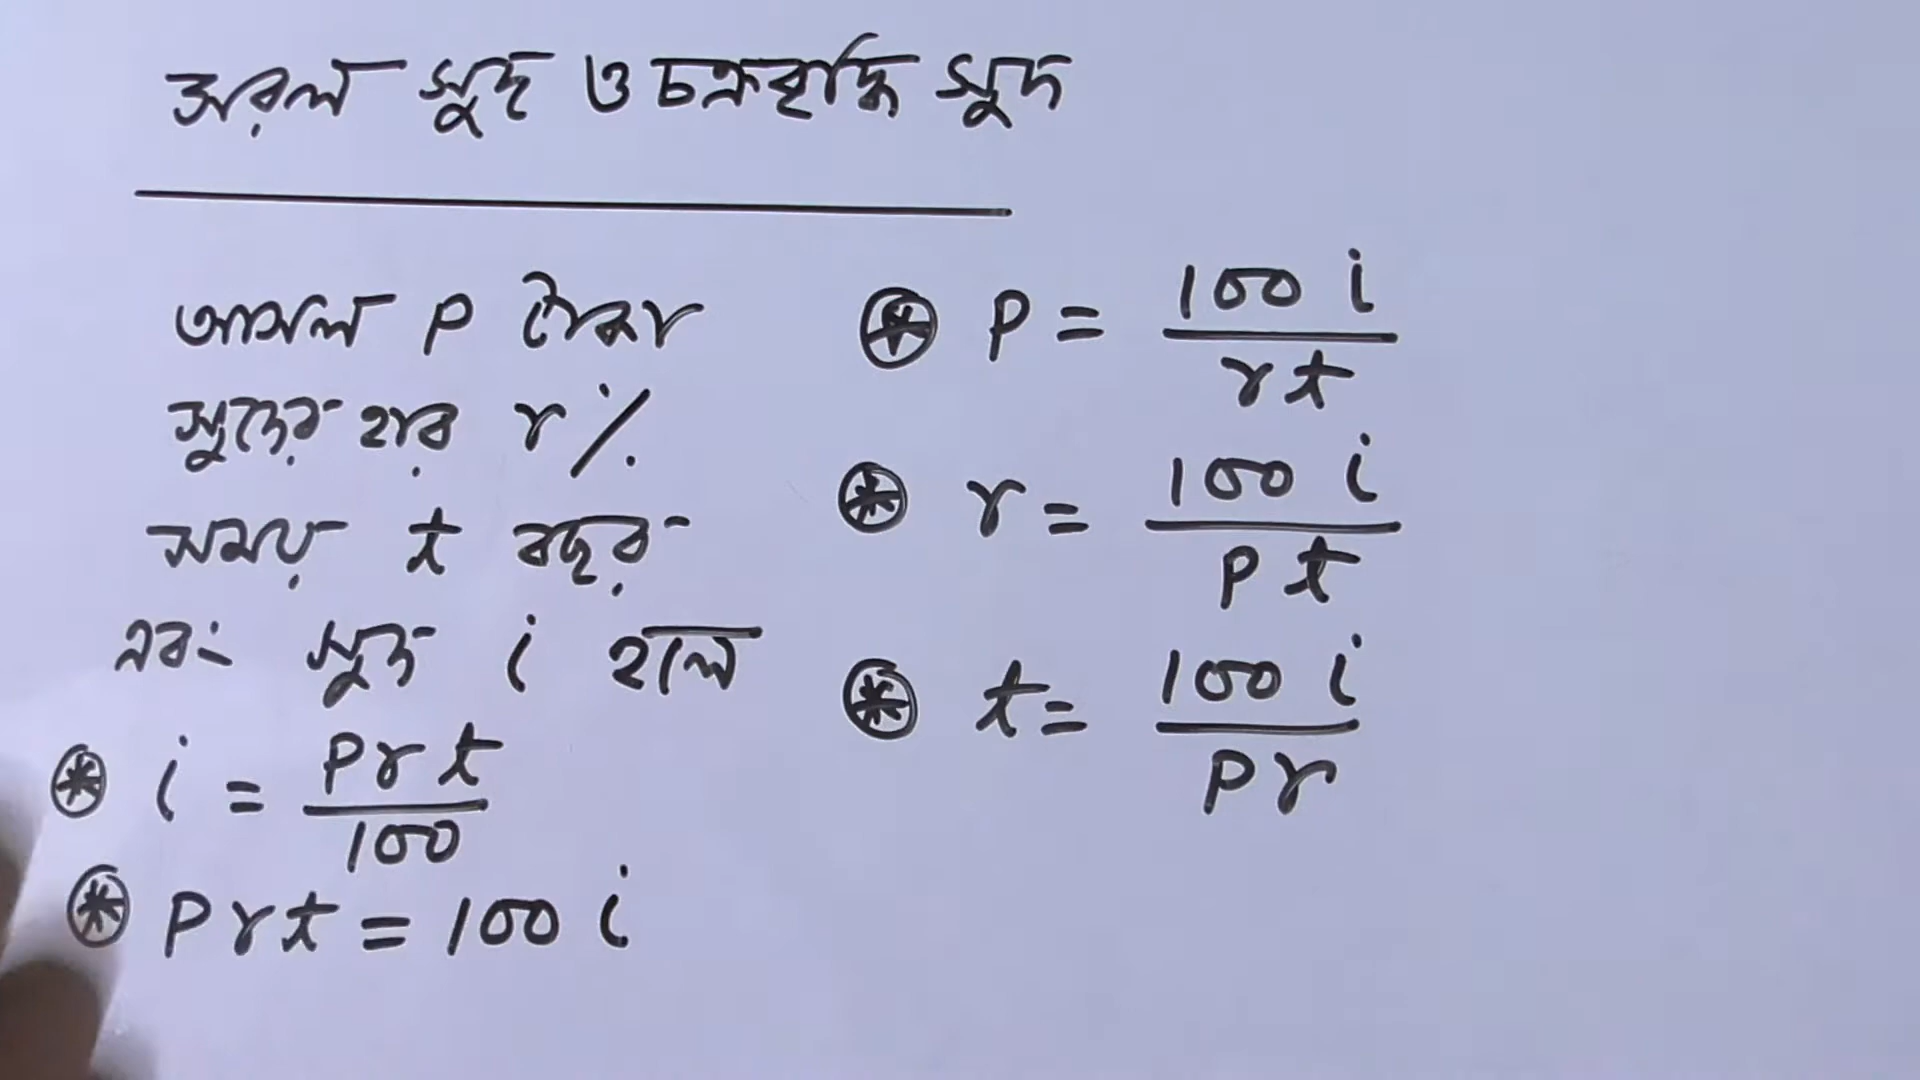 সরল সুদ ও চক্রবৃদ্ধি সুদ
আসল P টাকা
সুদের হার r%
সময় t বছর
এবং সুদ i হলে
⊛ i = prt/100
⊛ Prt = 100 i
⊛ P = 100 i/rt
⊛ r = 100 i/pt
⊛ t = 100 i/pr